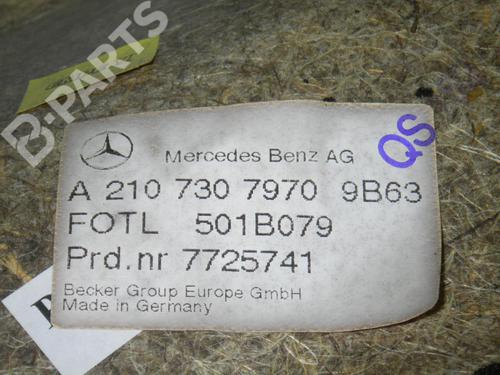 B-PARTS
Mercedes Benz AG
QS
A 210 730 7970 9B63
FOTL 501B079
Prd.nr 7725741
Becker Group Europe GmbH
Made in Germany